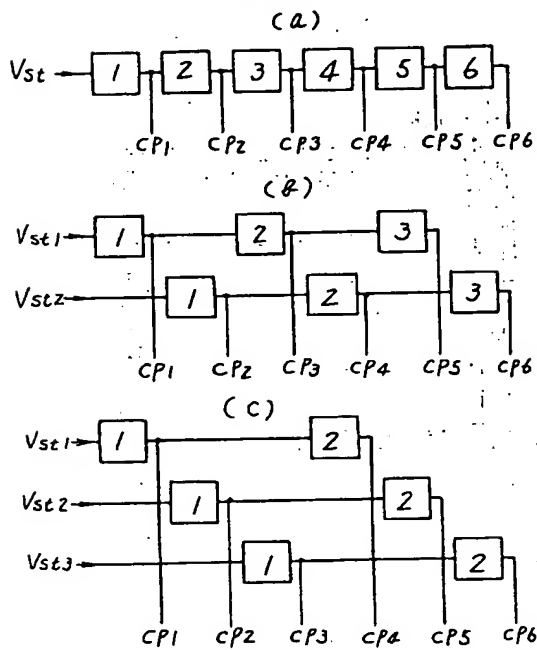 (a)
Vst 1 2 3 4 5 6
CP1 CP2 CP3 CP4 CP5 CP6
(b)
Vst1 1 2 3
Vst2 1 2 3
CP1 CP2 CP3 CP4 CP5 CP6
(C)
Vst1 1 2
Vst2 1 2
Vst3 1 2
CP1 CP2 CP3 CP4 CP5 CP6